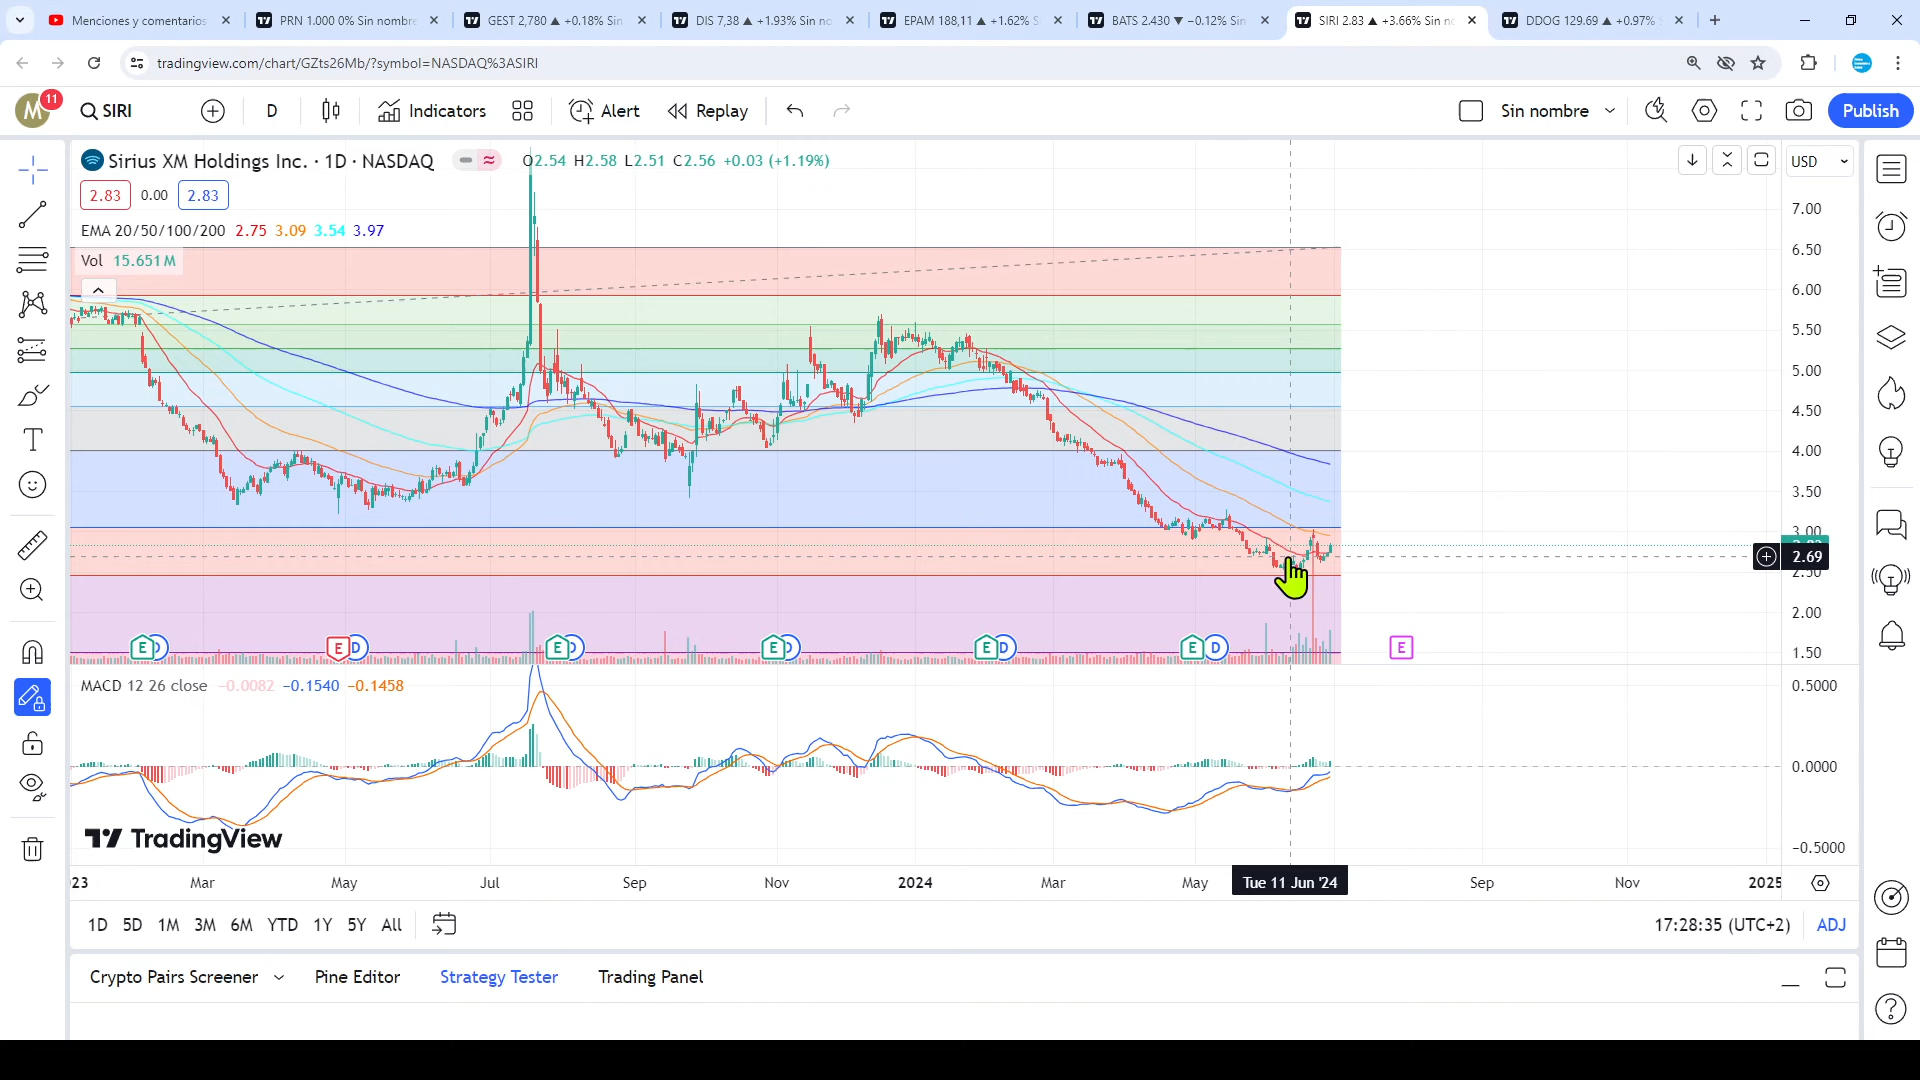 Menciones y comentarios
PRN 1.000 0% Sin nombre
GEST 2,780 ▲ +0.18% Sin
DIS 7,38 ▲ +1.93% Sin no
EPAM 188,11 ▲ +1.62% S
BATS 2.430 ▼ −0.12% Sin
SIRI 2.83 ▲ +3.66% Sin no
DDOG 129.69 ▲ +0.97% S
tradingview.com/chart/GZts26Mb/?symbol=NASDAQ%3ASIRI
M 11 SIRI D Indicators Alert Replay Sin nombre Publish
Sirius XM Holdings Inc. · 1D · NASDAQ O2.54 H2.58 L2.51 C2.56 +0.03 (+1.19%) USD
2.83 0.00 2.83
EMA 20/50/100/200 2.75 3.09 3.54 3.97
Vol 15.651 M
7.00
6.50
6.00
5.50
5.00
4.50
4.00
3.50
3.00
2.69
2.50
2.00
1.50
E D E D E D E D E D E D E
MACD 12 26 close −0.0082 −0.1540 −0.1458
0.5000
0.0000
−0.5000
TradingView
Mar May Jul Sep Nov 2024 Mar May Tue 11 Jun '24 Sep Nov 2025
1D 5D 1M 3M 6M YTD 1Y 5Y All 17:28:35 (UTC+2) ADJ
Crypto Pairs Screener Pine Editor Strategy Tester Trading Panel